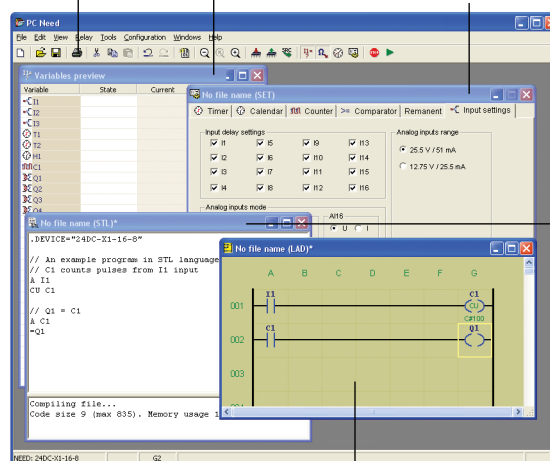 PC Need
File Edit View Relay Tools Configuration Windows Help
Variables preview
Variable State Current
I1
I2
I3
T1
T2
H1
C1
Q1
Q2
Q3
Q4
No file name (SET)
Timer Calendar Counter >= Comparator Remanent Input settings
Input delay settings
I1 I5 I9 I13
I2 I6 I10 I14
I3 I7 I11 I15
I4 I8 I12 I16
Analog inputs range
25.5 V / 51 mA
12.75 V / 25.5 mA
Analog inputs mode
AI16
U I
No file name (STL)*
.DEVICE="24DC-X1-16-8"
// An example program in STL language
// C1 counts pulses from I1 input
A I1
CU C1
// Q1 = C1
A C1
=Q1
Compiling file...
Code size 9 (max 835). Memory usage 1
No file name (LAD)*
A B C D E F G
001 I1 C1
CU
C#100
002 C1 Q1
003
004
NEED: 24DC-X1-16-8 G2